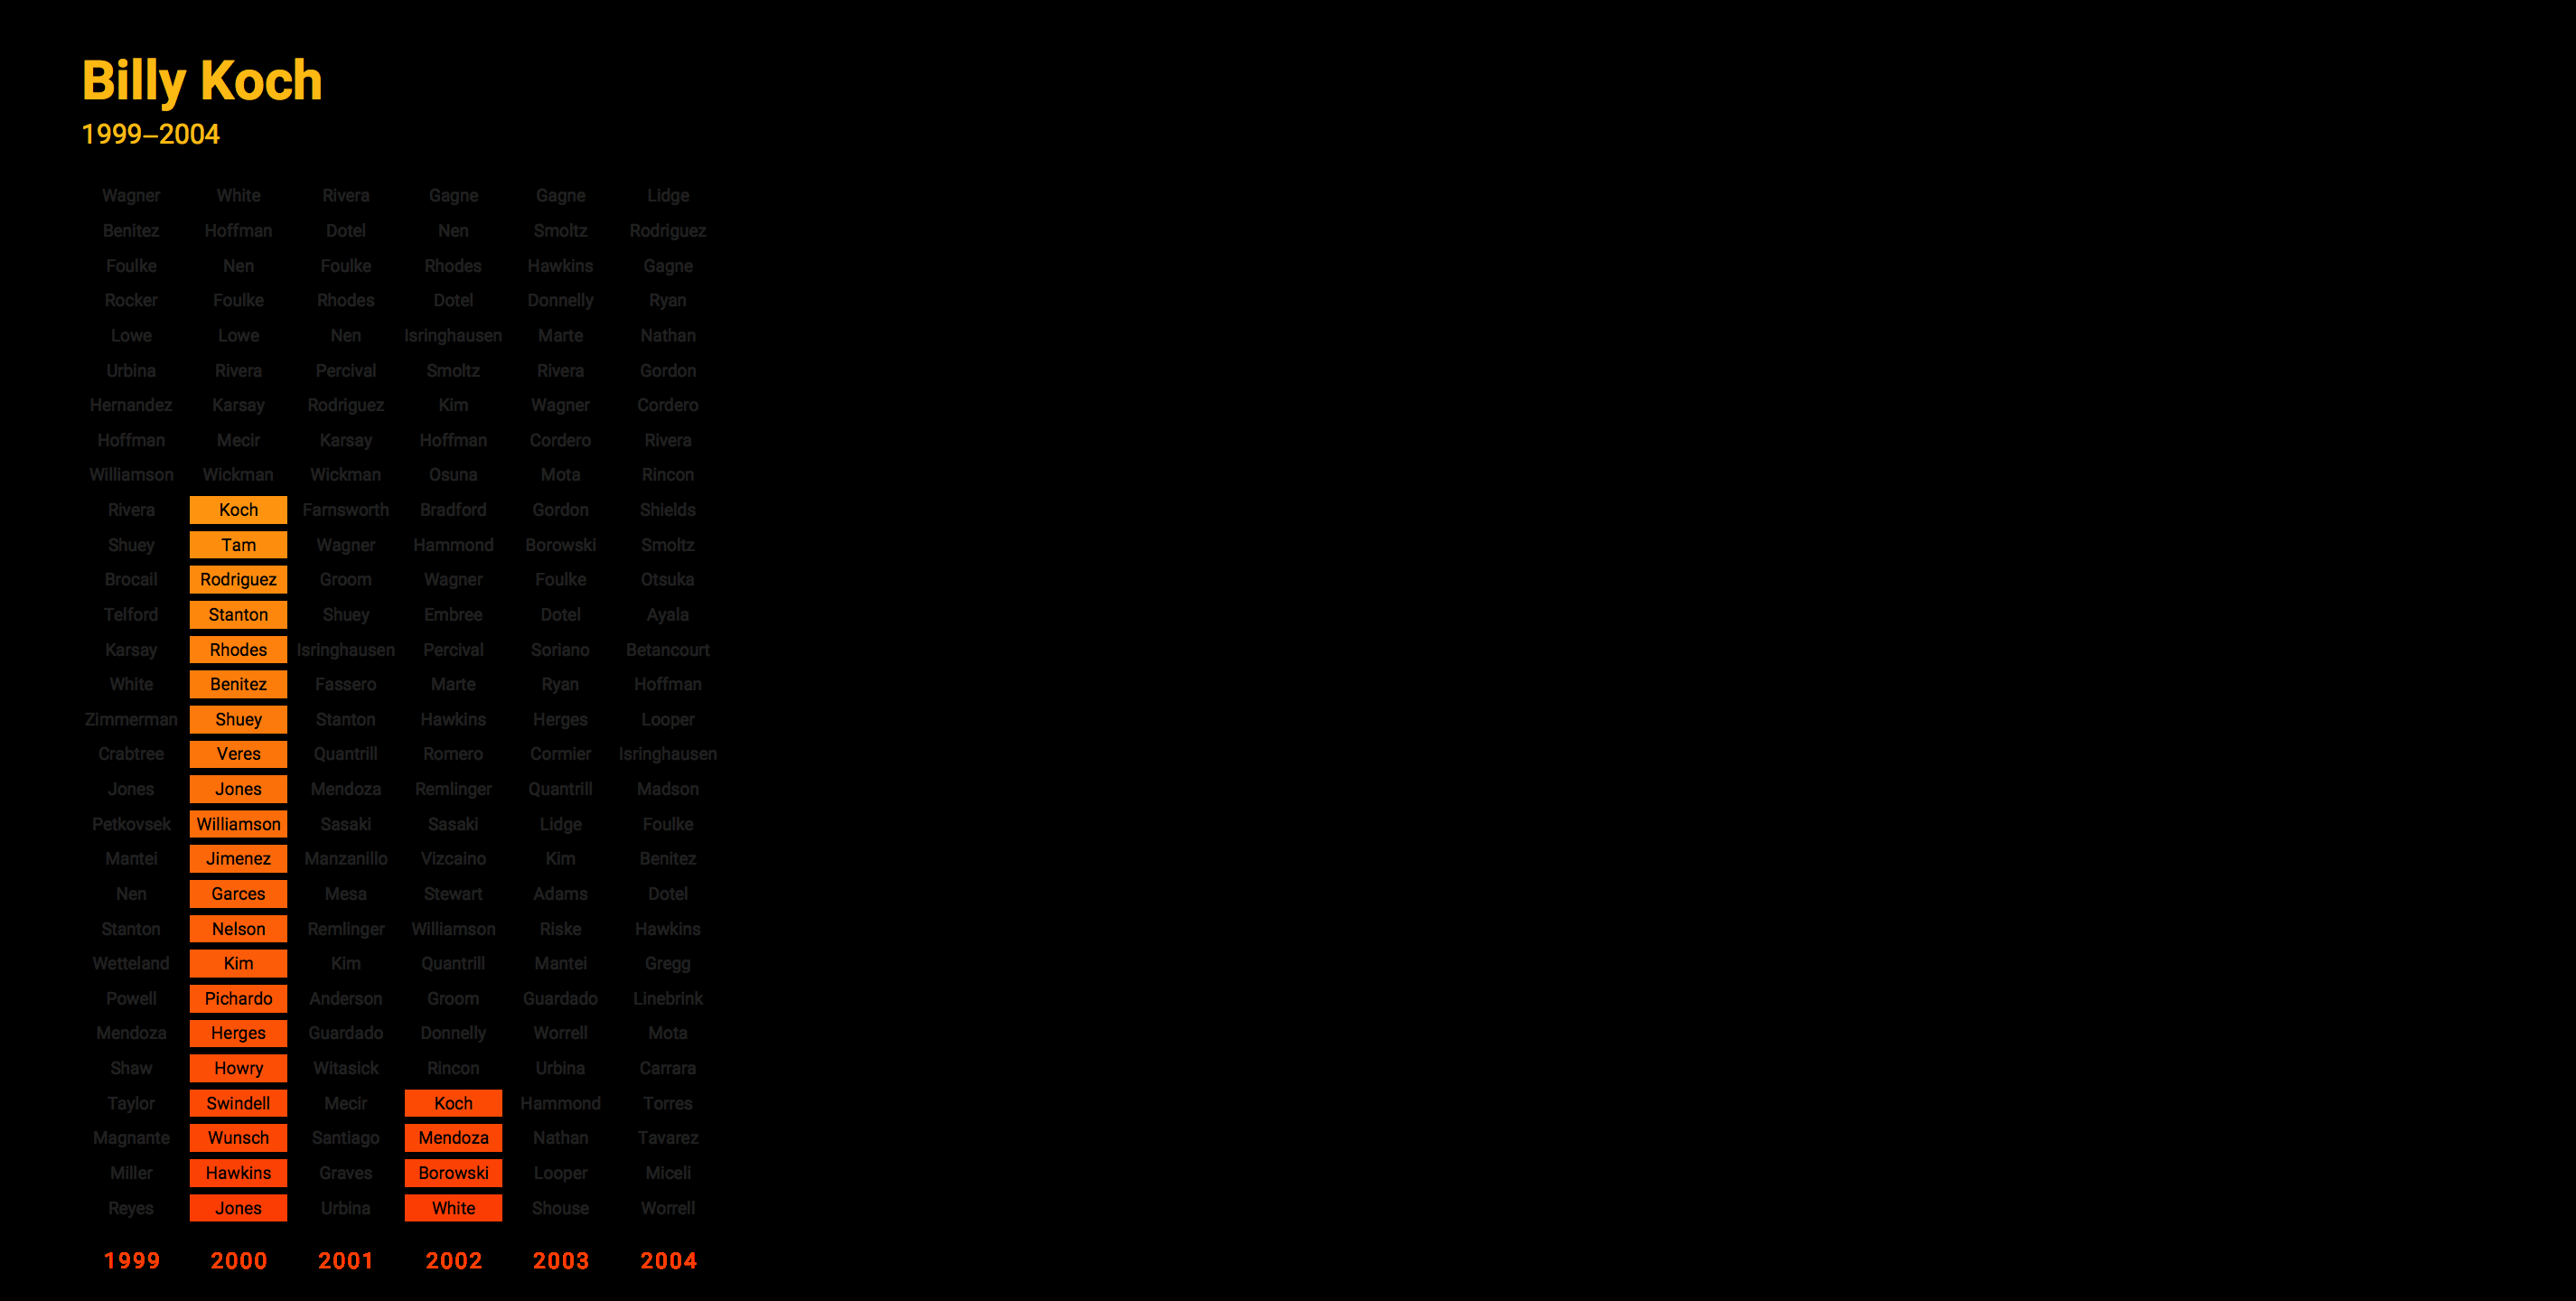 Billy Koch
1999–2004
Wagner White Rivera Gagne Gagne Lidge
Benitez Hoffman Dotel Nen Smoltz Rodriguez
Foulke Nen Foulke Rhodes Hawkins Gagne
Rocker Foulke Rhodes Dotel Donnelly Ryan
Lowe Lowe Nen Isringhausen Marte Nathan
Urbina Rivera Percival Smoltz Rivera Gordon
Hernandez Karsay Rodriguez Kim Wagner Cordero
Hoffman Mecir Karsay Hoffman Cordero Rivera
Williamson Wickman Wickman Osuna Mota Rincon
Rivera Koch Farnsworth Bradford Gordon Shields
Shuey Tam Wagner Hammond Borowski Smoltz
Brocail Rodriguez Groom Wagner Foulke Otsuka
Telford Stanton Shuey Embree Dotel Ayala
Karsay Rhodes Isringhausen Percival Soriano Betancourt
White Benitez Fassero Marte Ryan Hoffman
Zimmerman Shuey Stanton Hawkins Herges Looper
Crabtree Veres Quantrill Romero Cormier Isringhausen
Jones Jones Mendoza Remlinger Quantrill Madson
Petkovsek Williamson Sasaki Sasaki Lidge Foulke
Mantei Jimenez Manzanillo Vizcaino Kim Benitez
Nen Garces Mesa Stewart Adams Dotel
Stanton Nelson Remlinger Williamson Riske Hawkins
Wetteland Kim Kim Quantrill Mantei Gregg
Powell Pichardo Anderson Groom Guardado Linebrink
Mendoza Herges Guardado Donnelly Worrell Mota
Shaw Howry Witasick Rincon Urbina Carrara
Taylor Swindell Mecir Koch Hammond Torres
Magnante Wunsch Santiago Mendoza Nathan Tavarez
Miller Hawkins Graves Borowski Looper Miceli
Reyes Jones Urbina White Shouse Worrell
1999 2000 2001 2002 2003 2004